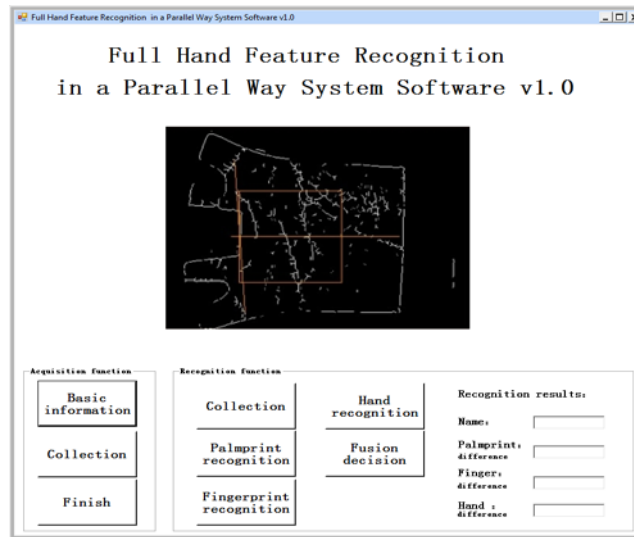 Full Hand Feature Recognition in a Parallel Way System Software v1.0
Full Hand Feature Recognition
in a Parallel Way System Software v1.0
Acquisition function
Basic
information
Collection
Finish
Recognition function
Collection
Palmprint
recognition
Fingerprint
recognition
Hand
recognition
Fusion
decision
Recognition results:
Name:
Palmprint:
difference
Finger:
difference
Hand :
difference